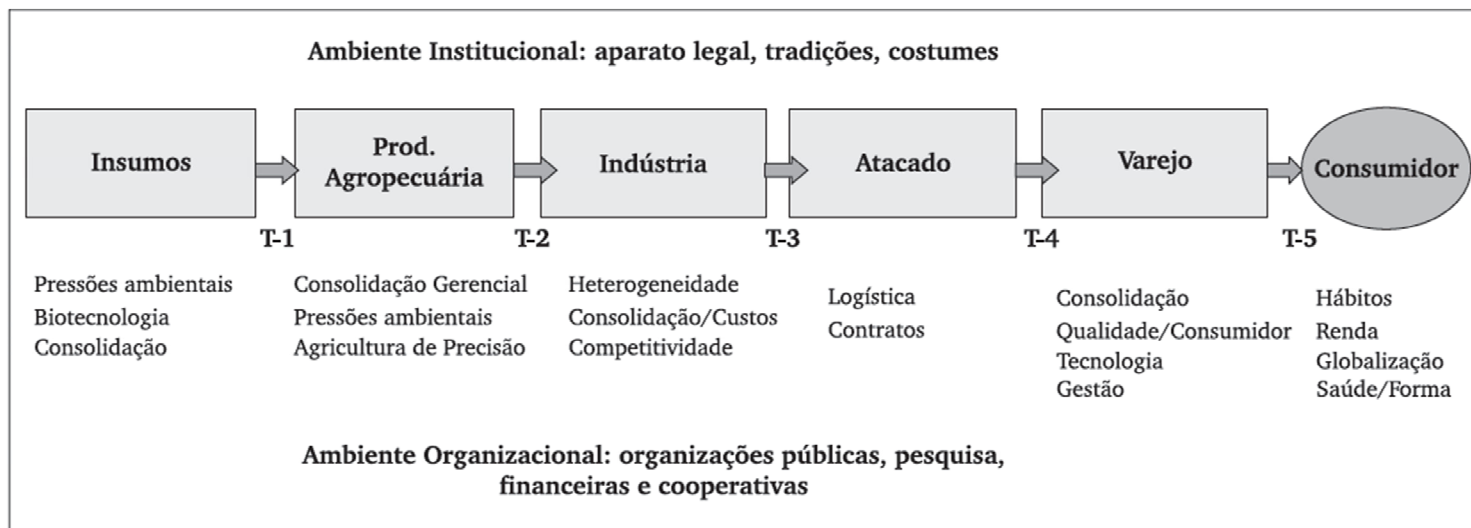 Ambiente Institucional: aparato legal, tradições, costumes
Insumos
Prod.
Agropecuária
Indústria
Atacado
Varejo
Consumidor
T-1
T-2
T-3
T-4
T-5
Pressões ambientais
Biotecnologia
Consolidação
Consolidação Gerencial
Pressões ambientais
Agricultura de Precisão
Heterogeneidade
Consolidação/Custos
Competitividade
Logística
Contratos
Consolidação
Qualidade/Consumidor
Tecnologia
Gestão
Hábitos
Renda
Globalização
Saúde/Forma
Ambiente Organizacional: organizações públicas, pesquisa,
financeiras e cooperativas